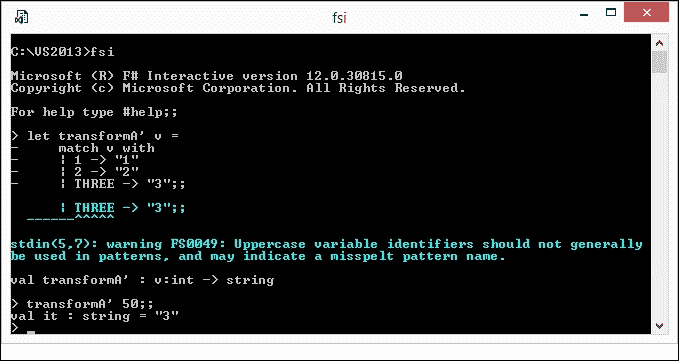 fsi
C:\VS2013>fsi
Microsoft (R) F# Interactive version 12.0.30815.0
Copyright (c) Microsoft Corporation. All Rights Reserved.
For help type #help;;
> let transformA' v =
-     match v with
-     | 1 -> "1"
-     | 2 -> "2"
-     | THREE -> "3";;
      | THREE -> "3";;
  ------^^^^^
stdin(5,7): warning FS0049: Uppercase variable identifiers should not generally
be used in patterns, and may indicate a misspelt pattern name.
val transformA' : v:int -> string
> transformA' 50;;
val it : string = "3"
> _